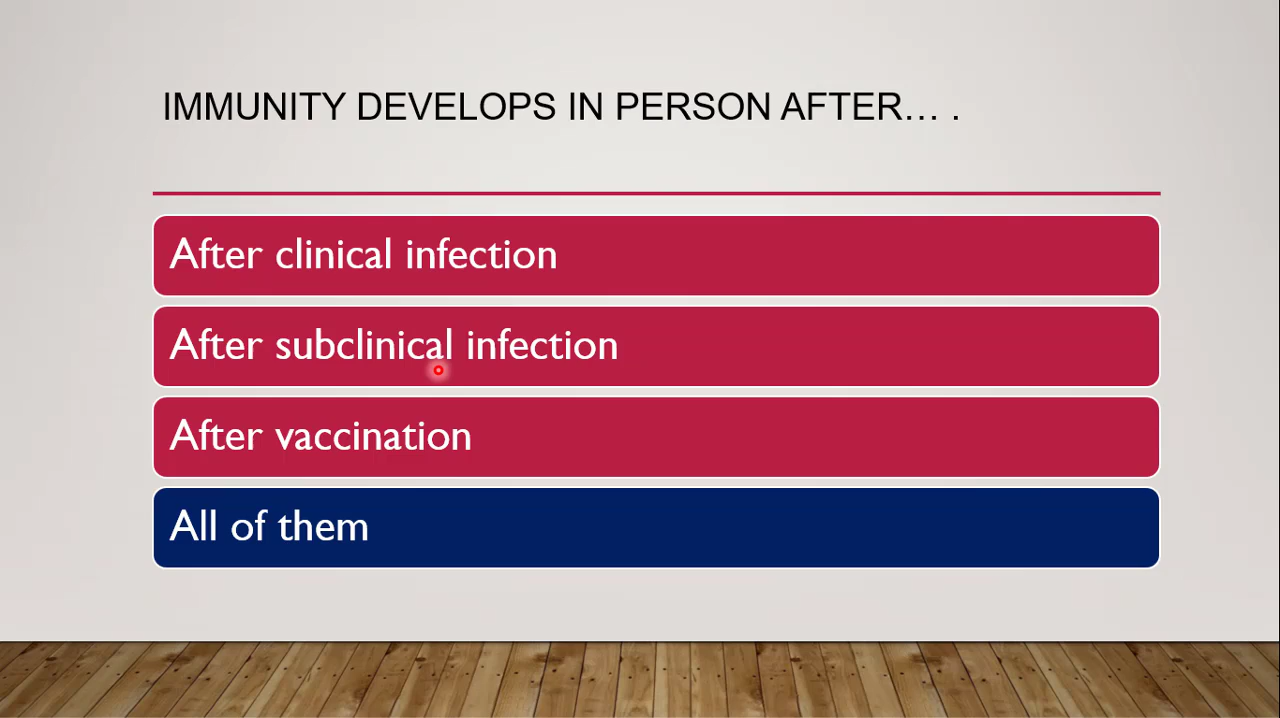 IMMUNITY DEVELOPS IN PERSON AFTER… .
After clinical infection
After subclinical infection
After vaccination
All of them